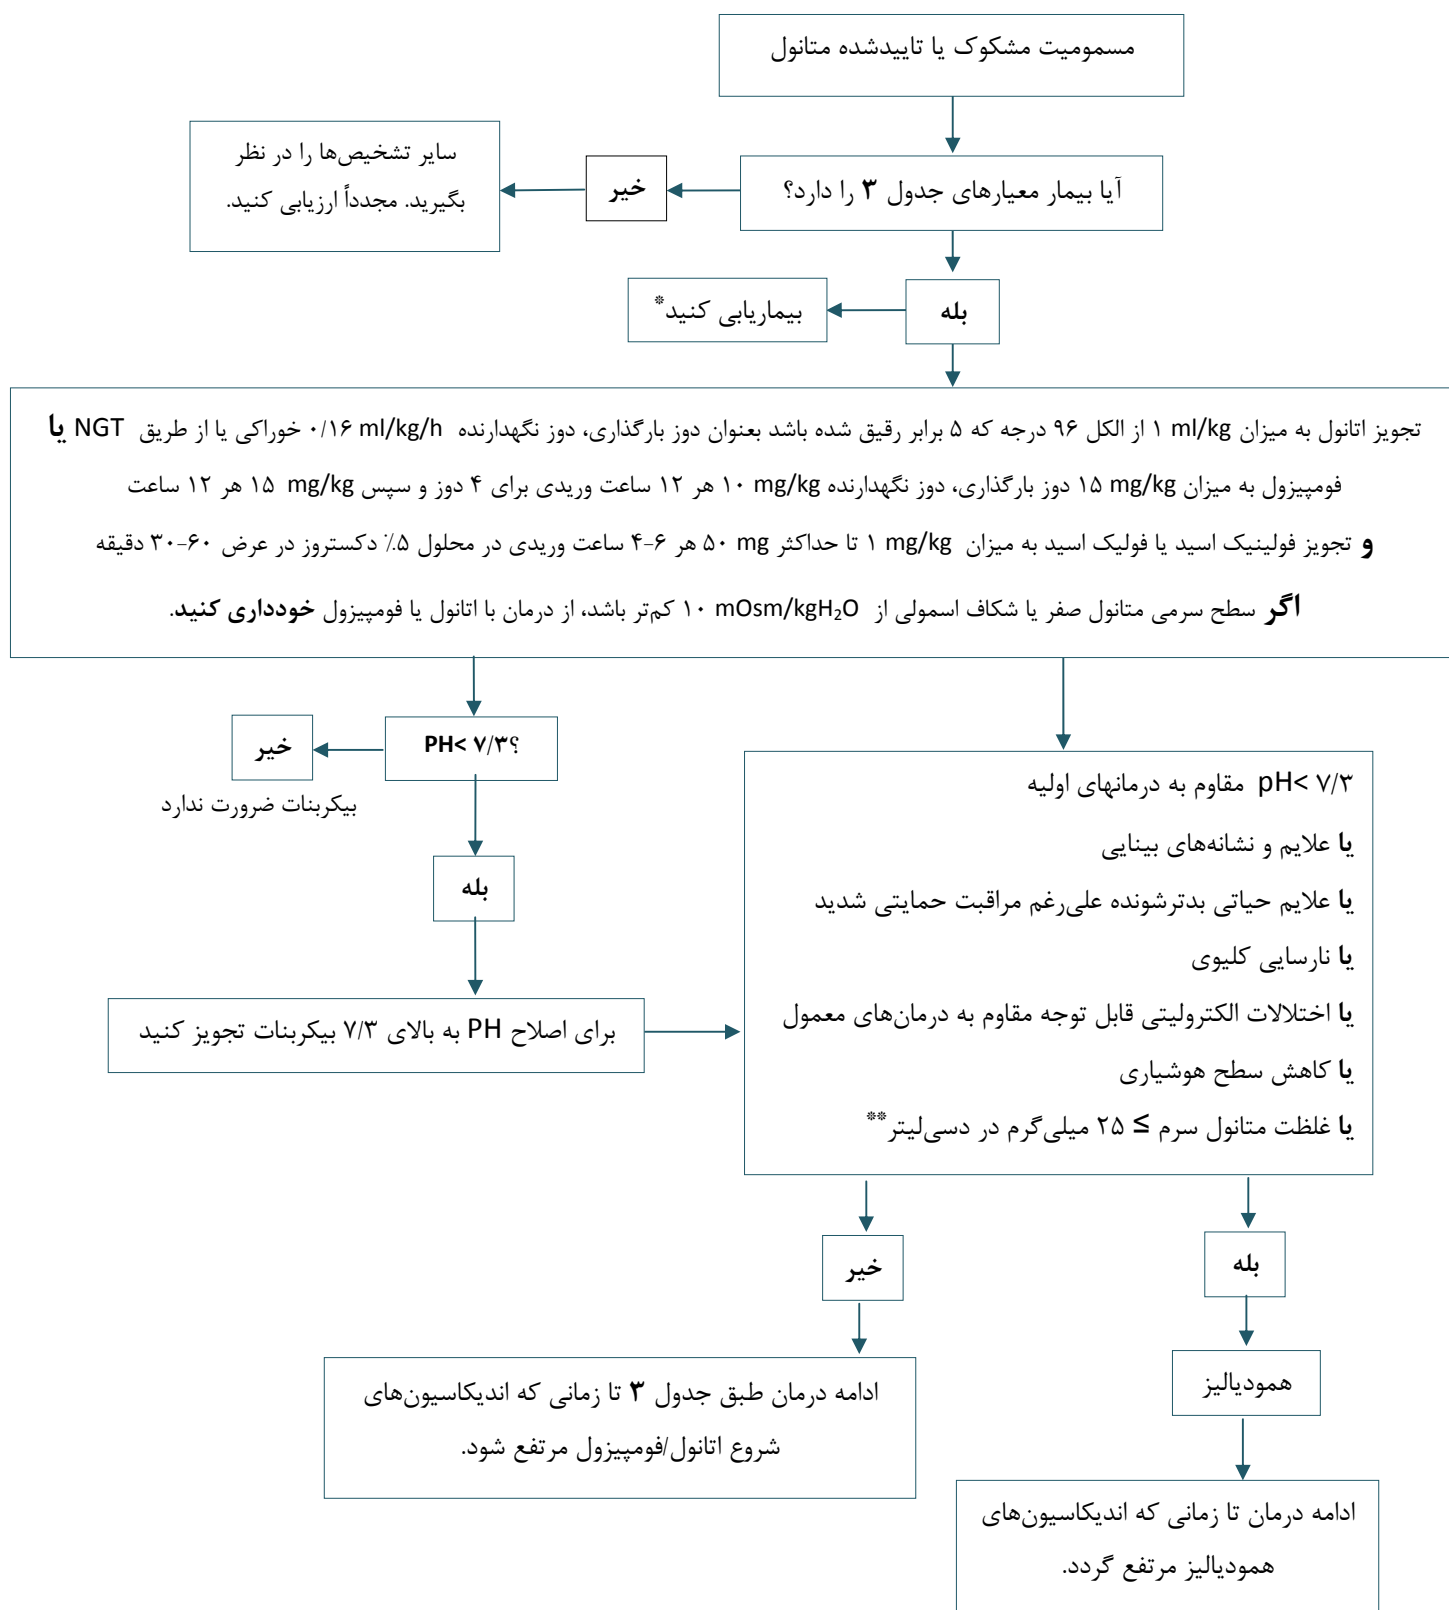 مسمومیت مشکوک یا تاییدشده متانول
آیا بیمار معیارهای جدول ۳ را دارد؟
خیر
سایر تشخیص‌ها را در نظر
بگیرید. مجدداً ارزیابی کنید.
بله
بیماریابی کنید*
تجویز اتانول به میزان ۱ ml/kg از الکل ۹۶ درجه که ۵ برابر رقیق شده باشد بعنوان دوز بارگذاری، دوز نگهدارنده ۰/۱۶ ml/kg/h خوراکی یا از طریق NGT یا
فومپیزول به میزان ۱۵ mg/kg دوز بارگذاری، دوز نگهدارنده ۱۰ mg/kg هر ۱۲ ساعت وریدی برای ۴ دوز و سپس ۱۵ mg/kg هر ۱۲ ساعت
و تجویز فولینیک اسید یا فولیک اسید به میزان ۱ mg/kg تا حداکثر ۵۰ mg هر ۶-۴ ساعت وریدی در محلول ۵٪ دکستروز در عرض ۶۰-۳۰ دقیقه
اگر سطح سرمی متانول صفر یا شکاف اسمولی از ۱۰ mOsm/kgH₂O کم‌تر باشد، از درمان با اتانول یا فومپیزول خودداری کنید.
PH< ۷/۳؟
خیر
بیکربنات ضرورت ندارد
بله
برای اصلاح PH به بالای ۷/۳ بیکربنات تجویز کنید
pH< ۷/۳ مقاوم به درمانهای اولیه
یا علایم و نشانه‌های بینایی
یا علایم حیاتی بدترشونده علی‌رغم مراقبت حمایتی شدید
یا نارسایی کلیوی
یا اختلالات الکترولیتی قابل توجه مقاوم به درمان‌های معمول
یا کاهش سطح هوشیاری
یا غلظت متانول سرم ≥ ۲۵ میلی‌گرم در دسی‌لیتر**
خیر
بله
ادامه درمان طبق جدول ۳ تا زمانی که اندیکاسیون‌های
شروع اتانول/فومپیزول مرتفع شود.
همودیالیز
ادامه درمان تا زمانی که اندیکاسیون‌های
همودیالیز مرتفع گردد.